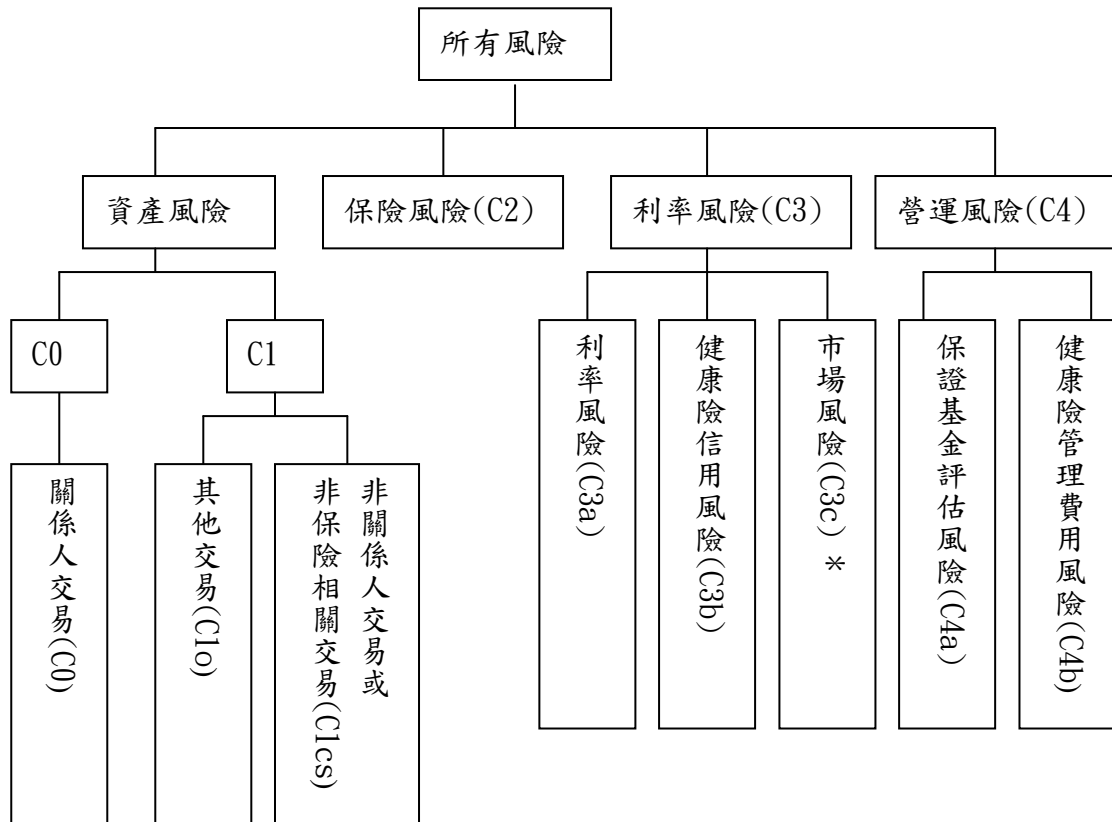 所有風險
資產風險
保險風險(C2)
利率風險(C3)
營運風險(C4)
C0
C1
關係人交易(C0)
其他交易(C1o)
非關係人交易或
非保險相關交易(C1cs)
利率風險(C3a)
健康險信用風險(C3b)
市場風險(C3c) *
保證基金評估風險(C4a)
健康險管理費用風險(C4b)